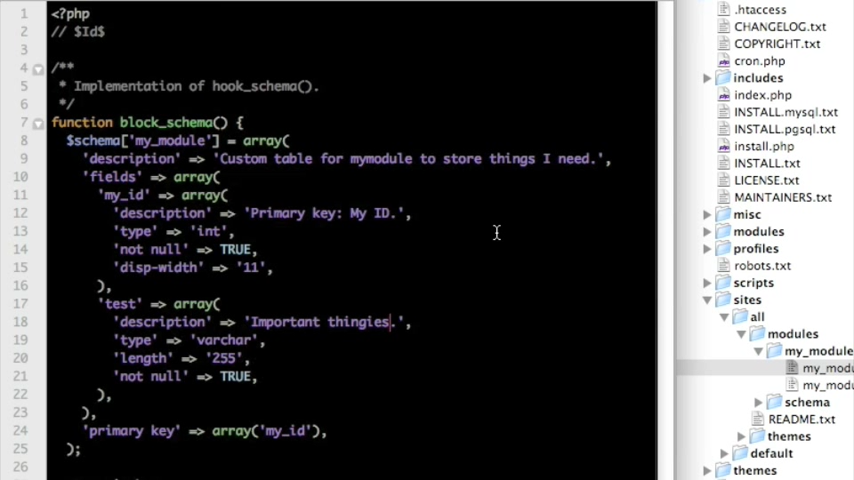 1 <?php
2 // $Id$
3
4 /**
5 * Implementation of hook_schema().
6 */
7 function block_schema() {
8 $schema['my_module'] = array(
9 'description' => 'Custom table for mymodule to store things I need.',
10 'fields' => array(
11 'my_id' => array(
12 'description' => 'Primary key: My ID.',
13 'type' => 'int',
14 'not null' => TRUE,
15 'disp-width' => '11',
16 ),
17 'test' => array(
18 'description' => 'Important thingies.',
19 'type' => 'varchar',
20 'length' => '255',
21 'not null' => TRUE,
22 ),
23 ),
24 'primary key' => array('my_id'),
25 );
26
.htaccess
CHANGELOG.txt
COPYRIGHT.txt
cron.php
includes
index.php
INSTALL.mysql.txt
INSTALL.pgsql.txt
install.php
INSTALL.txt
LICENSE.txt
MAINTAINERS.txt
misc
modules
profiles
robots.txt
scripts
sites
all
modules
my_module
my_modu
my_modu
schema
README.txt
themes
default
themes